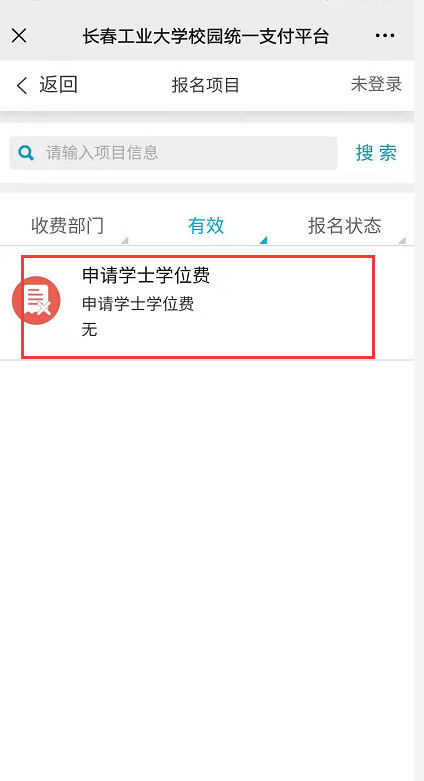 长春工业大学校园统一支付平台
返回 报名项目 未登录
请输入项目信息 搜 索
收费部门 有效 报名状态
申请学士学位费
申请学士学位费
无